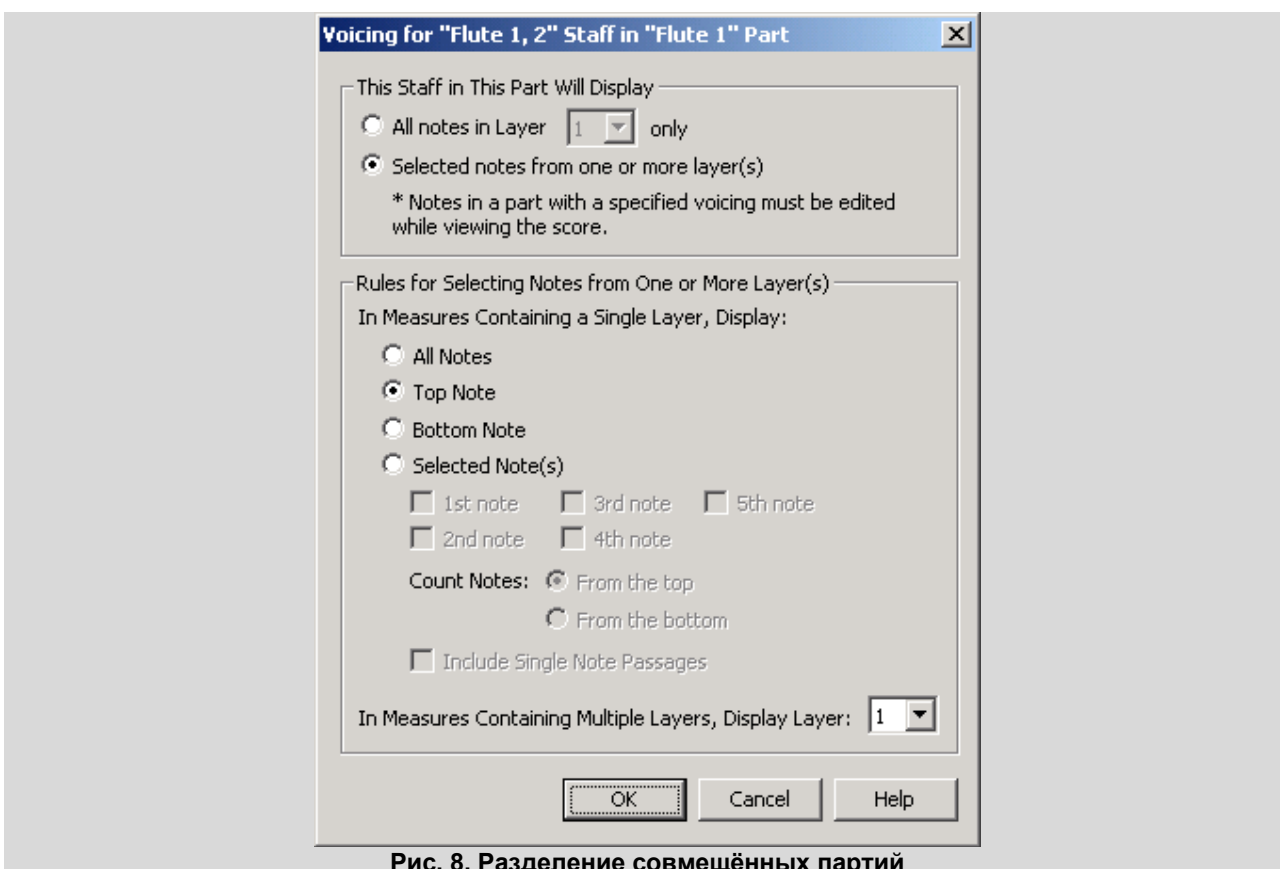 Voicing for "Flute 1, 2" Staff in "Flute 1" Part
This Staff in This Part Will Display
All notes in Layer 1 only
Selected notes from one or more layer(s)
* Notes in a part with a specified voicing must be edited
while viewing the score.
Rules for Selecting Notes from One or More Layer(s)
In Measures Containing a Single Layer, Display:
All Notes
Top Note
Bottom Note
Selected Note(s)
1st note 3rd note 5th note
2nd note 4th note
Count Notes: From the top
From the bottom
Include Single Note Passages
In Measures Containing Multiple Layers, Display Layer: 1
OK Cancel Help
Рис. 8. Разделение совмещённых партий